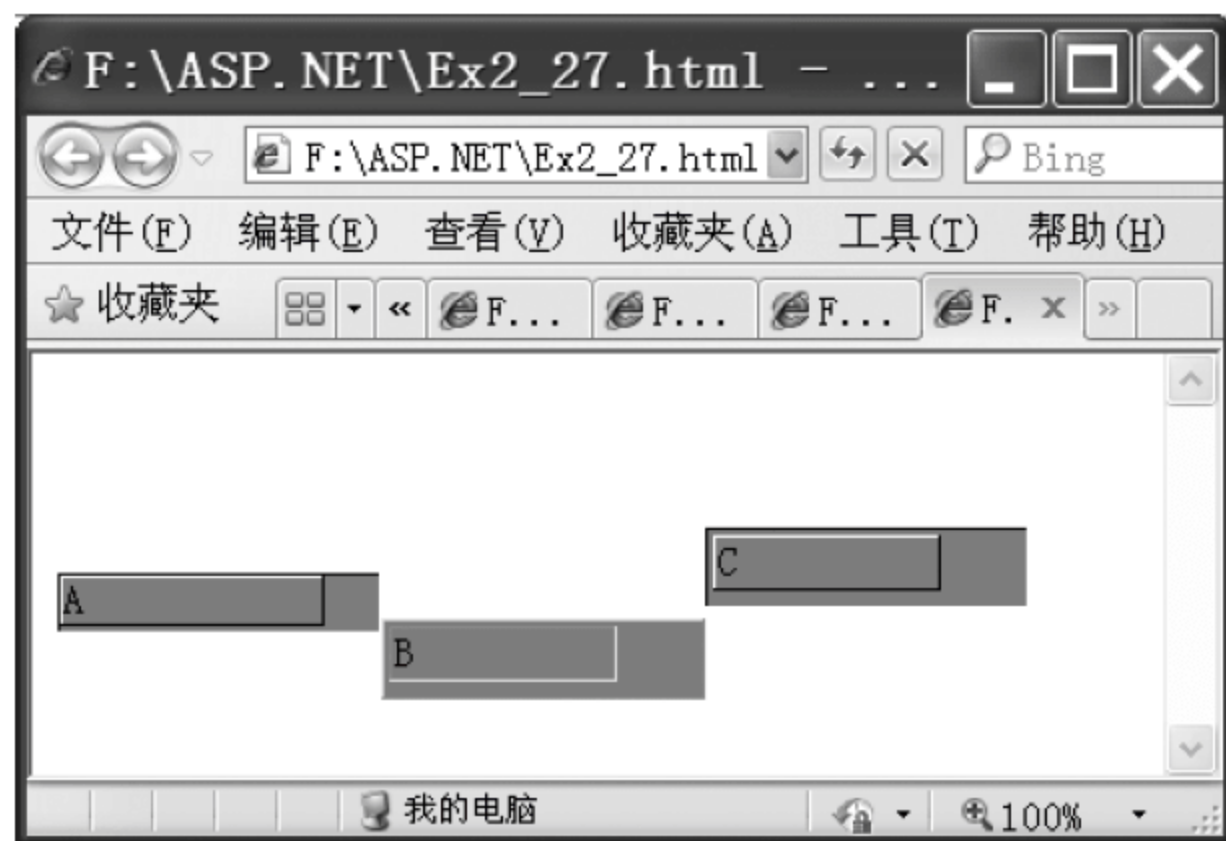 F:\ASP.NET\Ex2_27.html - ...
F:\ASP.NET\Ex2_27.html Bing
文件(F) 编辑(E) 查看(V) 收藏夹(A) 工具(T) 帮助(H)
收藏夹 « F... F... F... F. X »
C
A
B
我的电脑 100%